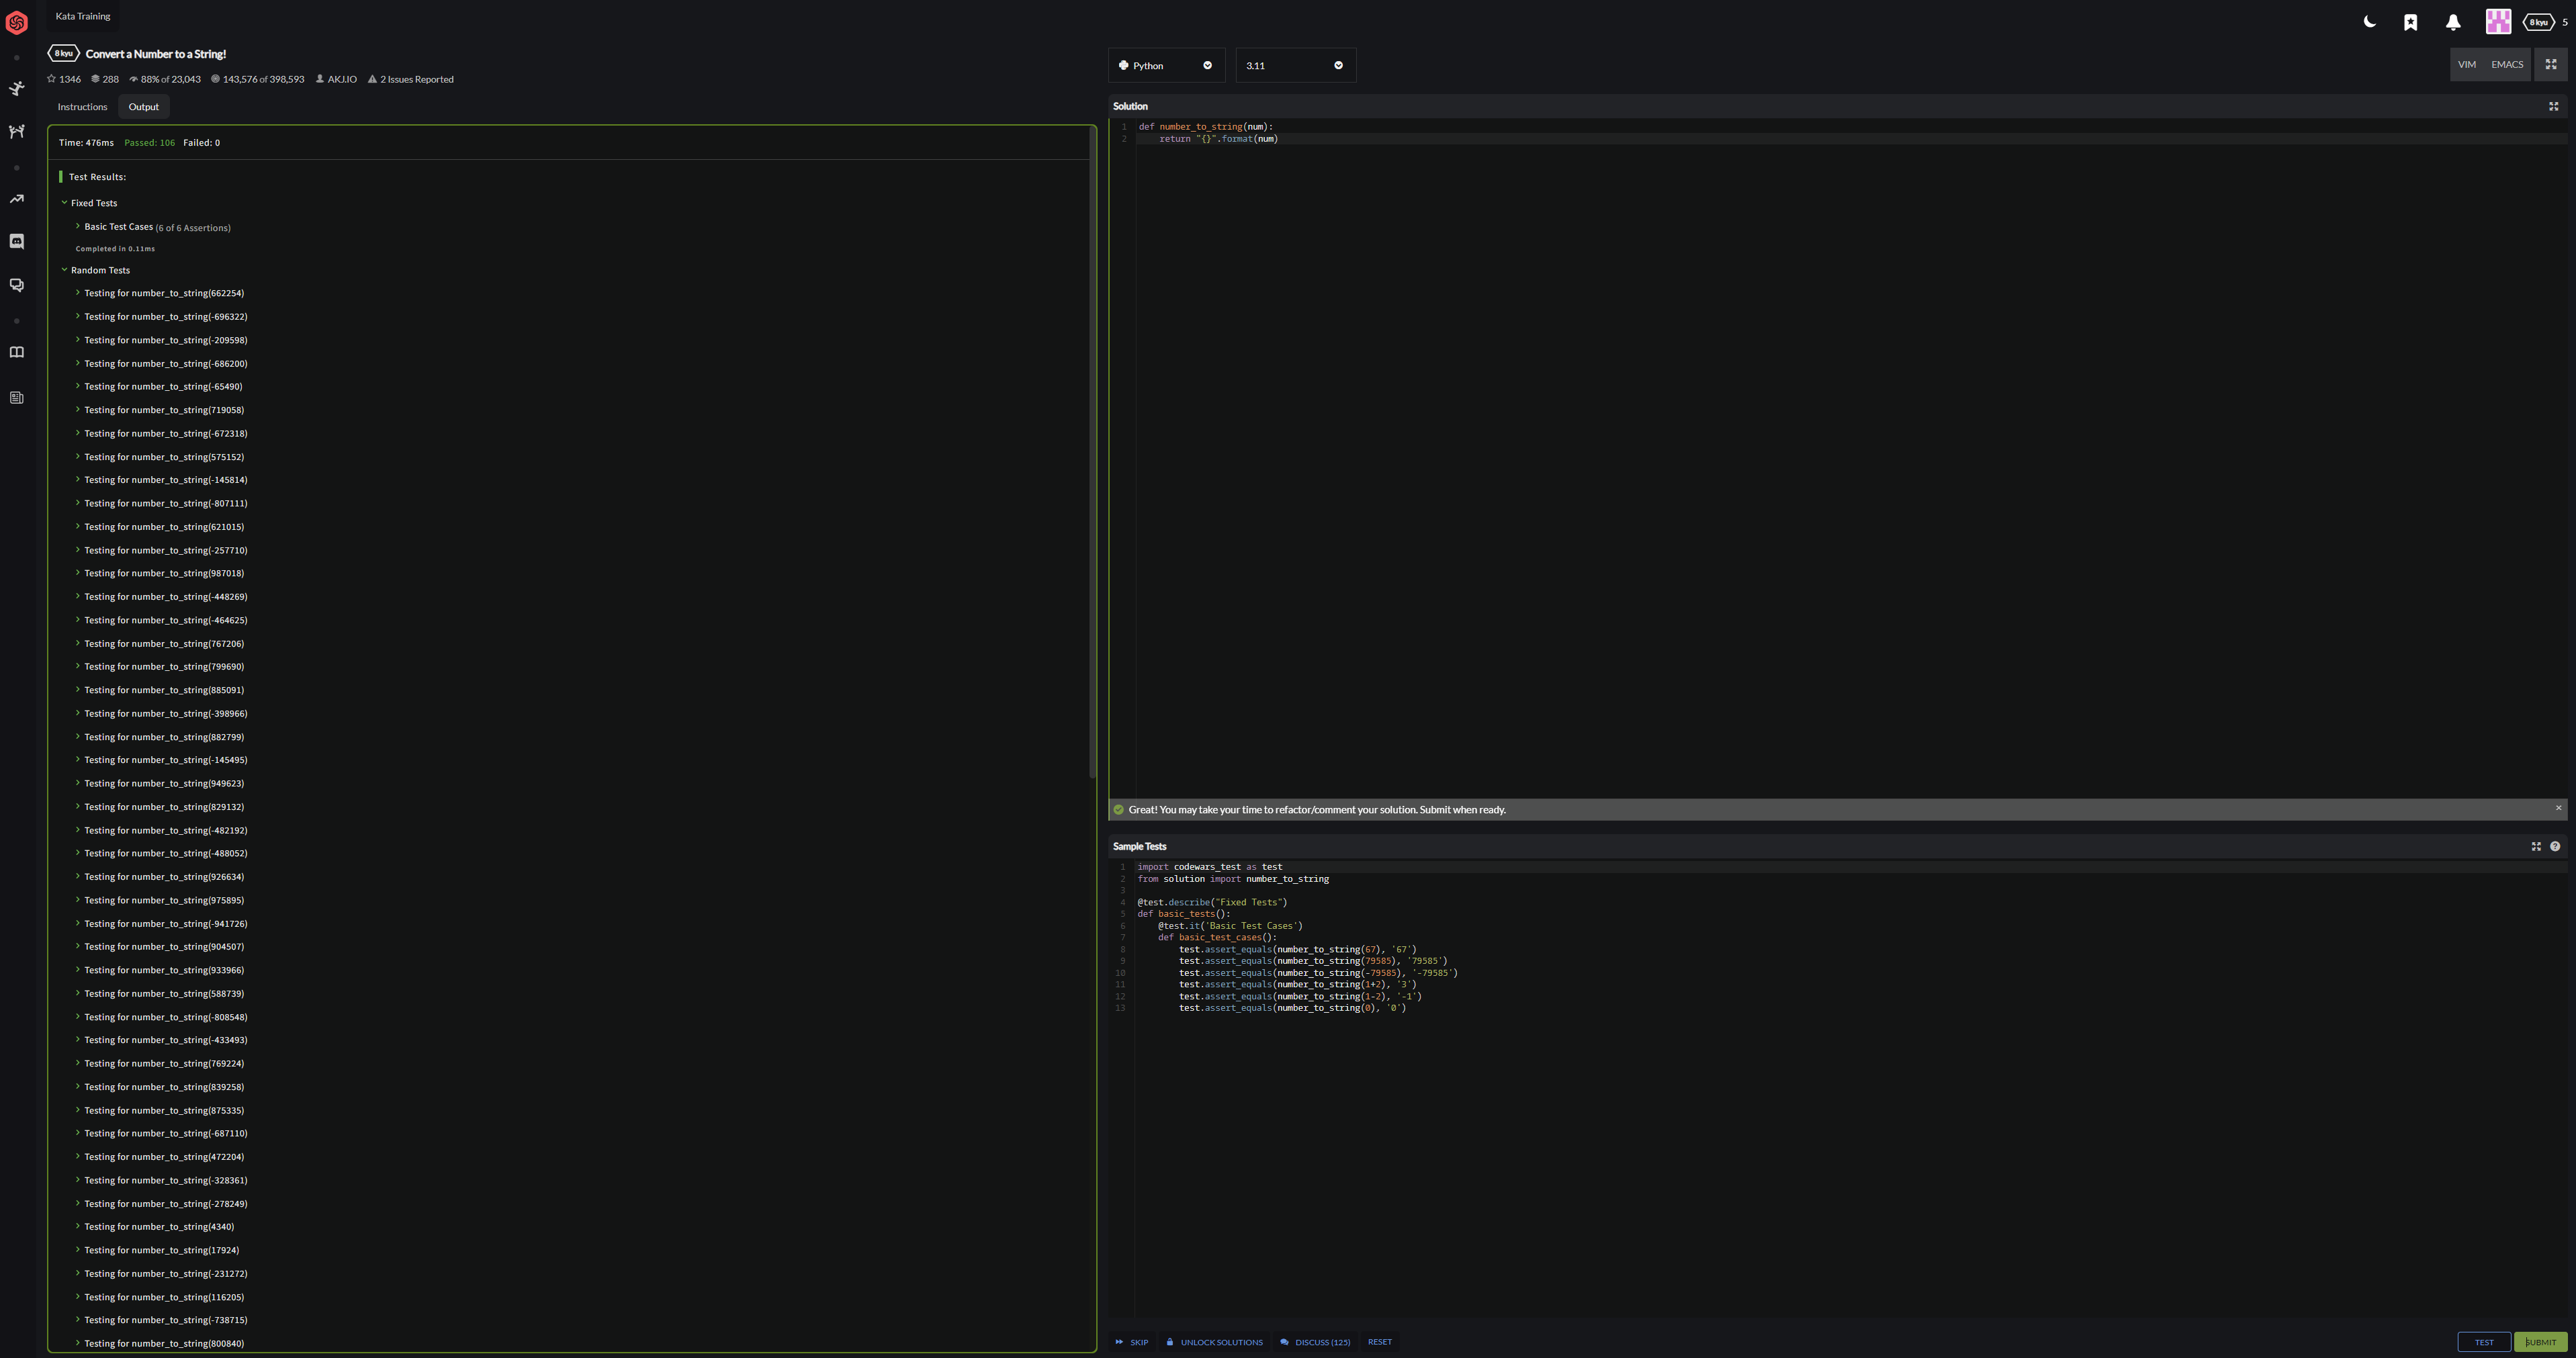 Kata Training
8 kyu 5
8 kyu Convert a Number to a String!
1346 288 88% of 23,043 143,576 of 398,593 AKJ.IO 2 Issues Reported
Instructions Output
Time: 476ms Passed: 106 Failed: 0
Test Results:
Fixed Tests
Basic Test Cases (6 of 6 Assertions)
Completed in 0.11ms
Random Tests
Testing for number_to_string(662254)
Testing for number_to_string(-696322)
Testing for number_to_string(-209598)
Testing for number_to_string(-686200)
Testing for number_to_string(-65490)
Testing for number_to_string(719058)
Testing for number_to_string(-672318)
Testing for number_to_string(575152)
Testing for number_to_string(-145814)
Testing for number_to_string(-807111)
Testing for number_to_string(621015)
Testing for number_to_string(-257710)
Testing for number_to_string(987018)
Testing for number_to_string(-448269)
Testing for number_to_string(-464625)
Testing for number_to_string(767206)
Testing for number_to_string(799690)
Testing for number_to_string(885091)
Testing for number_to_string(-398966)
Testing for number_to_string(882799)
Testing for number_to_string(-145495)
Testing for number_to_string(949623)
Testing for number_to_string(829132)
Testing for number_to_string(-482192)
Testing for number_to_string(-488052)
Testing for number_to_string(926634)
Testing for number_to_string(975895)
Testing for number_to_string(-941726)
Testing for number_to_string(904507)
Testing for number_to_string(933966)
Testing for number_to_string(588739)
Testing for number_to_string(-808548)
Testing for number_to_string(-433493)
Testing for number_to_string(769224)
Testing for number_to_string(839258)
Testing for number_to_string(875335)
Testing for number_to_string(-687110)
Testing for number_to_string(472204)
Testing for number_to_string(-328361)
Testing for number_to_string(-278249)
Testing for number_to_string(4340)
Testing for number_to_string(17924)
Testing for number_to_string(-231272)
Testing for number_to_string(116205)
Testing for number_to_string(-738715)
Testing for number_to_string(800840)
Python 3.11 VIM EMACS
Solution
1 def number_to_string(num):
2 return "{}".format(num)
Great! You may take your time to refactor/comment your solution. Submit when ready. ×
Sample Tests ?
1 import codewars_test as test
2 from solution import number_to_string
3
4 @test.describe("Fixed Tests")
5 def basic_tests():
6 @test.it('Basic Test Cases')
7 def basic_test_cases():
8 test.assert_equals(number_to_string(67), '67')
9 test.assert_equals(number_to_string(79585), '79585')
10 test.assert_equals(number_to_string(-79585), '-79585')
11 test.assert_equals(number_to_string(1+2), '3')
12 test.assert_equals(number_to_string(1-2), '-1')
13 test.assert_equals(number_to_string(0), '0')
SKIP UNLOCK SOLUTIONS DISCUSS (125) RESET TEST SUBMIT